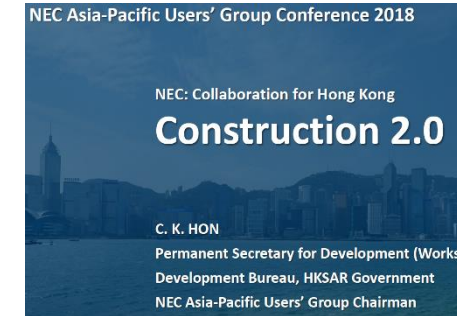 NEC Asia-Pacific Users' Group Conference 2018
NEC: Collaboration for Hong Kong
Construction 2.0
C. K. HON
Permanent Secretary for Development (Works
Development Bureau, HKSAR Government
NEC Asia-Pacific Users' Group Chairman